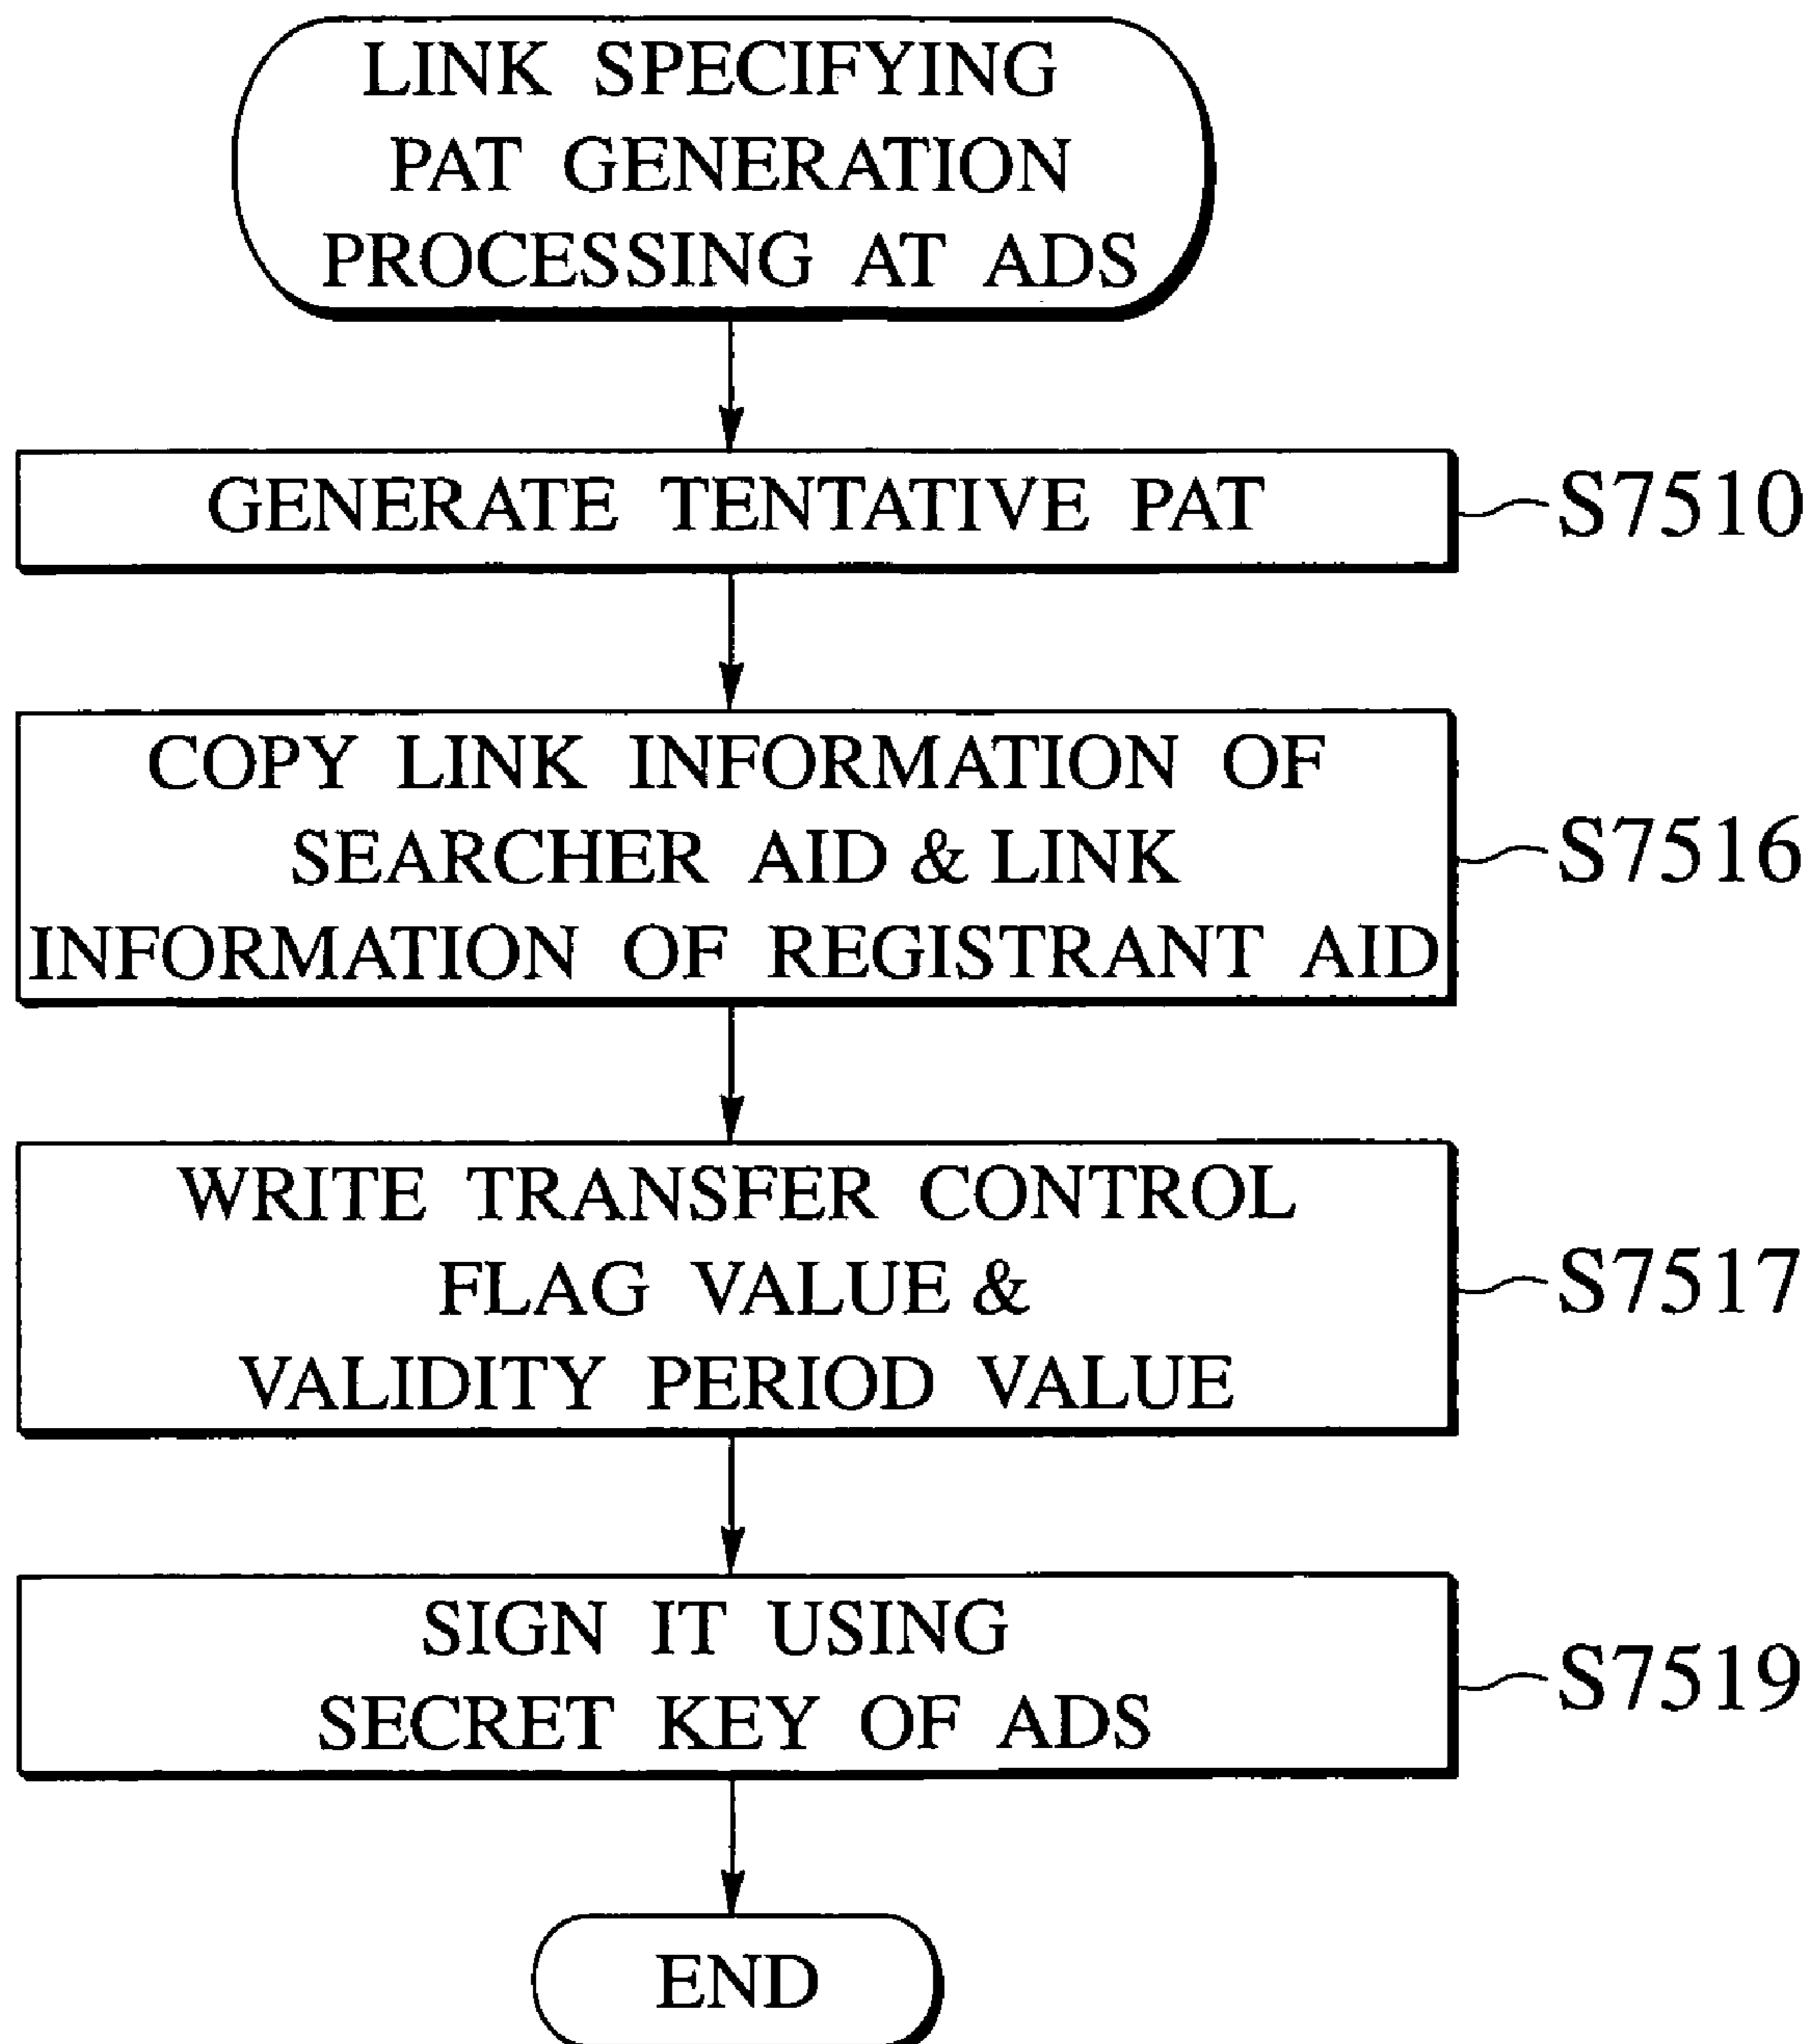 LINK SPECIFYING
PAT GENERATION
PROCESSING AT ADS
GENERATE TENTATIVE PAT
S7510
COPY LINK INFORMATION OF
SEARCHER AID & LINK
INFORMATION OF REGISTRANT AID
S7516
WRITE TRANSFER CONTROL
FLAG VALUE &
VALIDITY PERIOD VALUE
S7517
SIGN IT USING
SECRET KEY OF ADS
S7519
END